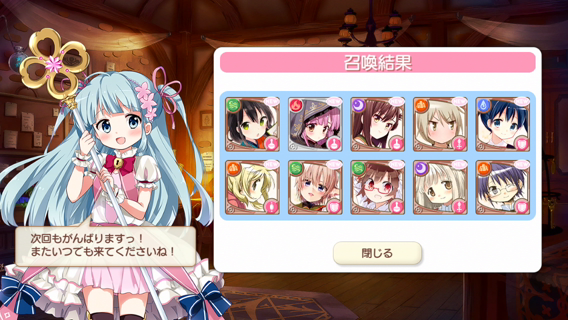 召喚結果
次回もがんばりますっ！
またいつでも来てくださいね！
閉じる